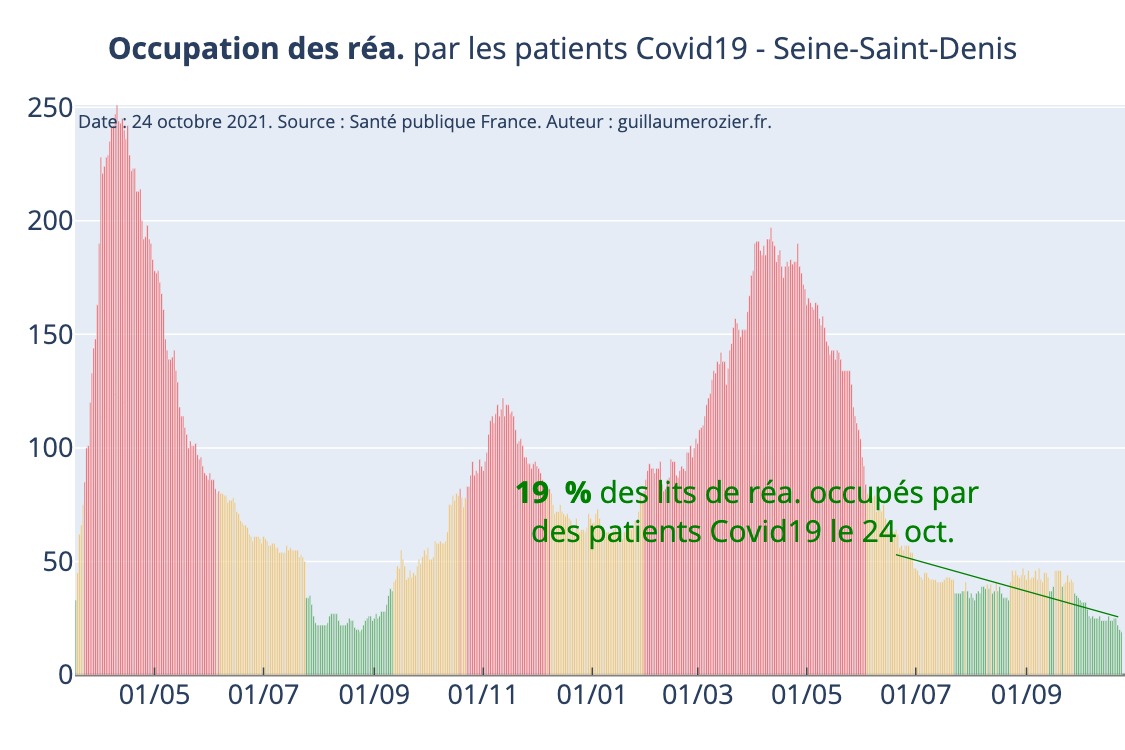 Occupation des réa. par les patients Covid19 - Seine-Saint-Denis
250
Date : 24 octobre 2021. Source : Santé publique France. Auteur : guillaumerozier.fr.
200
150
100
19 % des lits de réa. occupés par
des patients Covid19 le 24 oct.
50
0
01/05 01/07 01/09 01/11 01/01 01/03 01/05 01/07 01/09